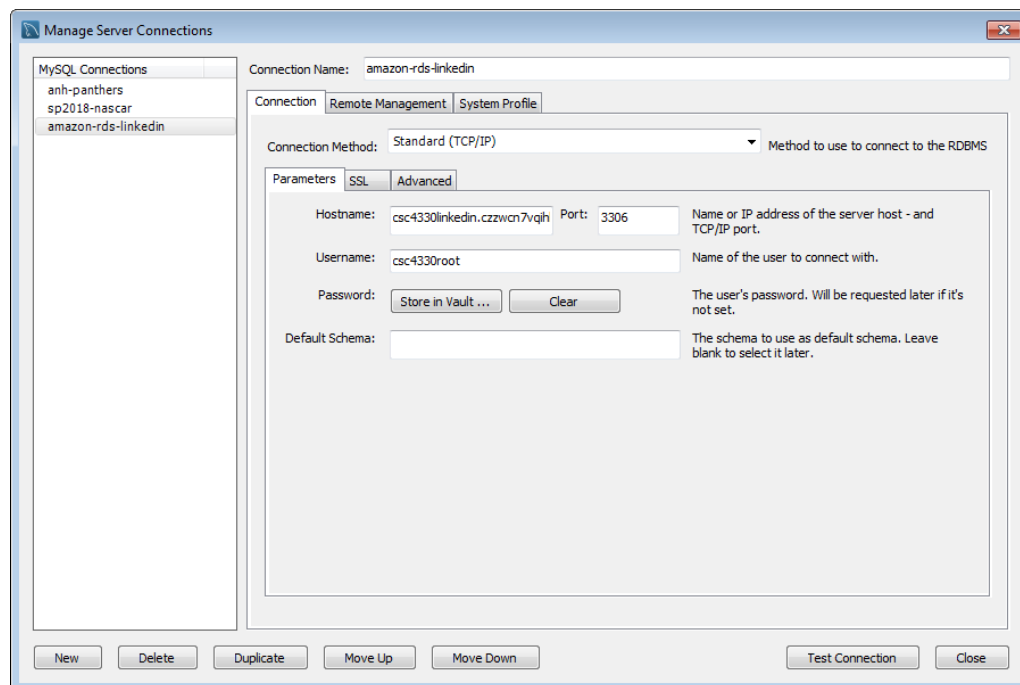 Manage Server Connections
MySQL Connections
anh-panthers
sp2018-nascar
amazon-rds-linkedin
Connection Name: amazon-rds-linkedin
Connection Remote Management System Profile
Connection Method: Standard (TCP/IP) Method to use to connect to the RDBMS
Parameters SSL Advanced
Hostname: csc4330linkedin.czzwcn7vqih Port: 3306 Name or IP address of the server host - and
TCP/IP port.
Username: csc4330root Name of the user to connect with.
Password: Store in Vault ... Clear The user's password. Will be requested later if it's
not set.
Default Schema: The schema to use as default schema. Leave
blank to select it later.
New Delete Duplicate Move Up Move Down Test Connection Close